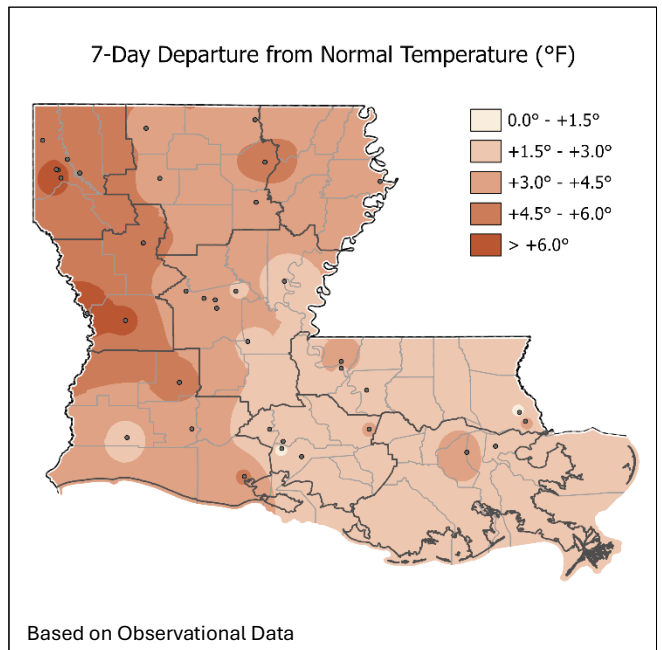 7-Day Departure from Normal Temperature (°F)
0.0° - +1.5°
+1.5° - +3.0°
+3.0° - +4.5°
+4.5° - +6.0°
> +6.0°
Based on Observational Data